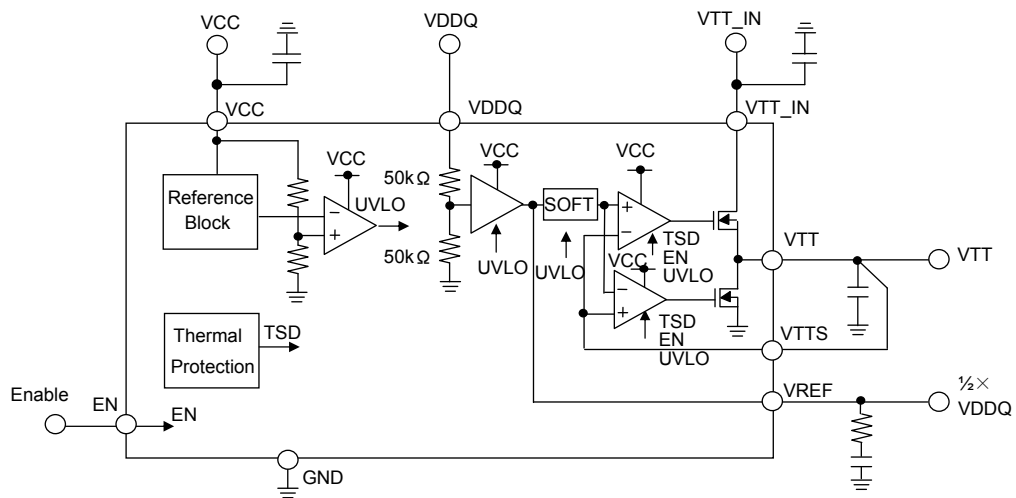 VCC
VDDQ
VTT_IN
VCC
VDDQ
VTT_IN
VCC
VCC
VCC
50kΩ
Reference
Block
UVLO
SOFT
50kΩ
UVLO
UVLO
TSD
EN
UVLO
VCC
VTT
VTT
Thermal
Protection
TSD
TSD
EN
UVLO
VTTS
Enable
EN
EN
VREF
½×
VDDQ
GND